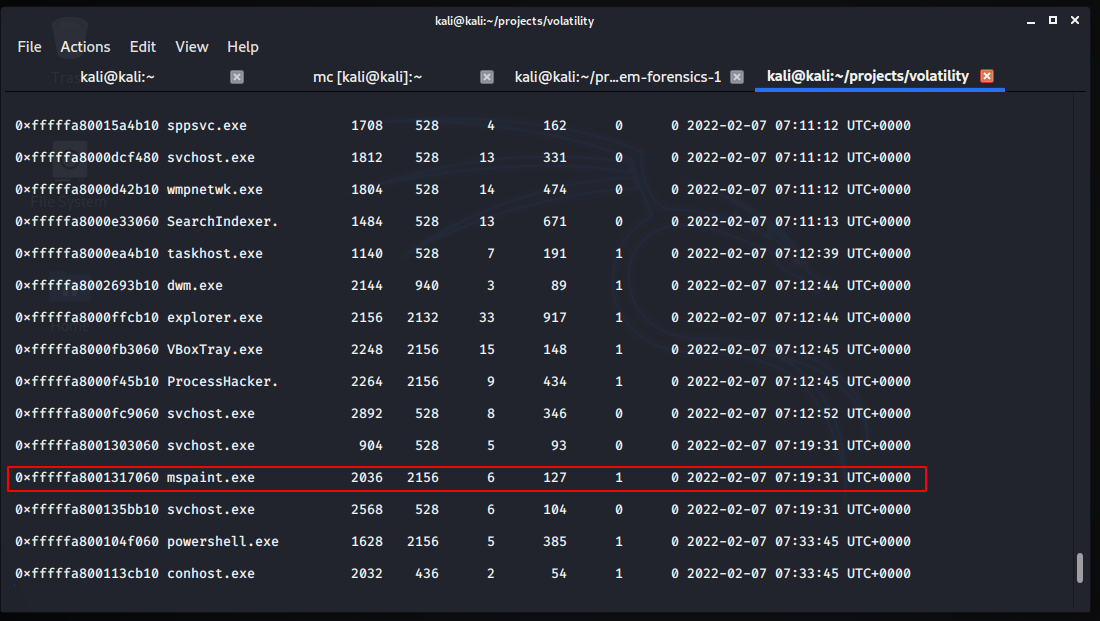 kali@kali:~/projects/volatility
File Actions Edit View Help
kali@kali:~ mc [kali@kali]:~ kali@kali:~/pr...em-forensics-1 kali@kali:~/projects/volatility
0×fffffa80015a4b10 sppsvc.exe 1708 528 4 162 0 0 2022-02-07 07:11:12 UTC+0000
0×fffffa8000dcf480 svchost.exe 1812 528 13 331 0 0 2022-02-07 07:11:12 UTC+0000
0×fffffa8000d42b10 wmpnetwk.exe 1804 528 14 474 0 0 2022-02-07 07:11:12 UTC+0000
File System
0×fffffa8000e33060 SearchIndexer. 1484 528 13 671 0 0 2022-02-07 07:11:13 UTC+0000
0×fffffa8000ea4b10 taskhost.exe 1140 528 7 191 1 0 2022-02-07 07:12:39 UTC+0000
0×fffffa8002693b10 dwm.exe 2144 940 3 89 1 0 2022-02-07 07:12:44 UTC+0000
0×fffffa8000ffcb10 explorer.exe 2156 2132 33 917 1 0 2022-02-07 07:12:44 UTC+0000
Home
0×fffffa8000fb3060 VBoxTray.exe 2248 2156 15 148 1 0 2022-02-07 07:12:45 UTC+0000
0×fffffa8000f45b10 ProcessHacker. 2264 2156 9 434 1 0 2022-02-07 07:12:45 UTC+0000
0×fffffa8000fc9060 svchost.exe 2892 528 8 346 0 0 2022-02-07 07:12:52 UTC+0000
0×fffffa8001303060 svchost.exe 904 528 5 93 0 0 2022-02-07 07:19:31 UTC+0000
0×fffffa8001317060 mspaint.exe 2036 2156 6 127 1 0 2022-02-07 07:19:31 UTC+0000
0×fffffa800135bb10 svchost.exe 2568 528 6 104 0 0 2022-02-07 07:19:31 UTC+0000
0×fffffa800104f060 powershell.exe 1628 2156 5 385 1 0 2022-02-07 07:33:45 UTC+0000
0×fffffa800113cb10 conhost.exe 2032 436 2 54 1 0 2022-02-07 07:33:45 UTC+0000